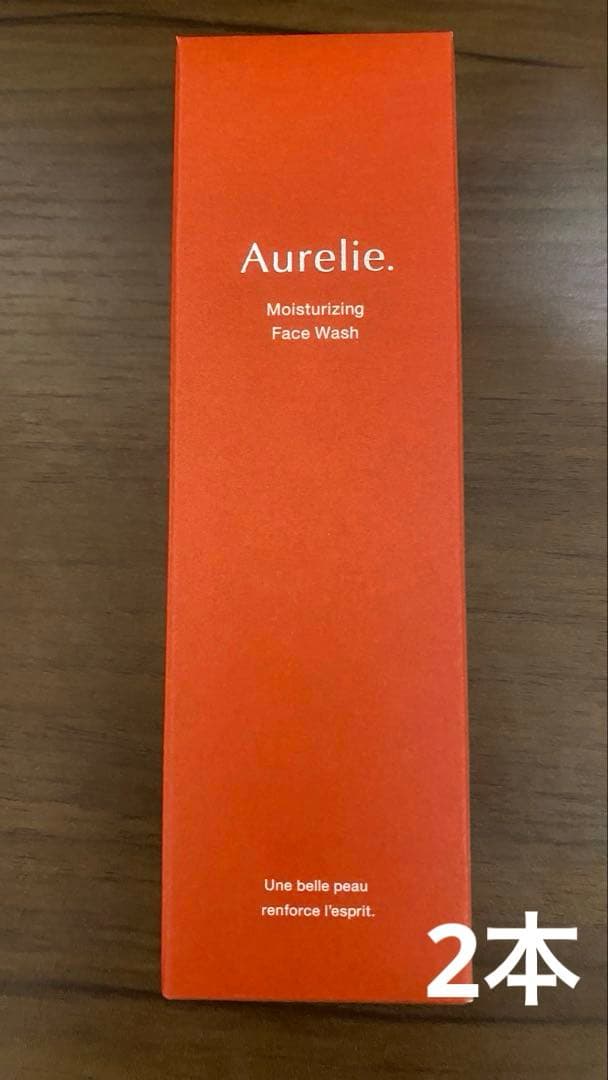 Aurelie.
Moisturizing
Face Wash
Une belle peau
renforce l'esprit.
2本